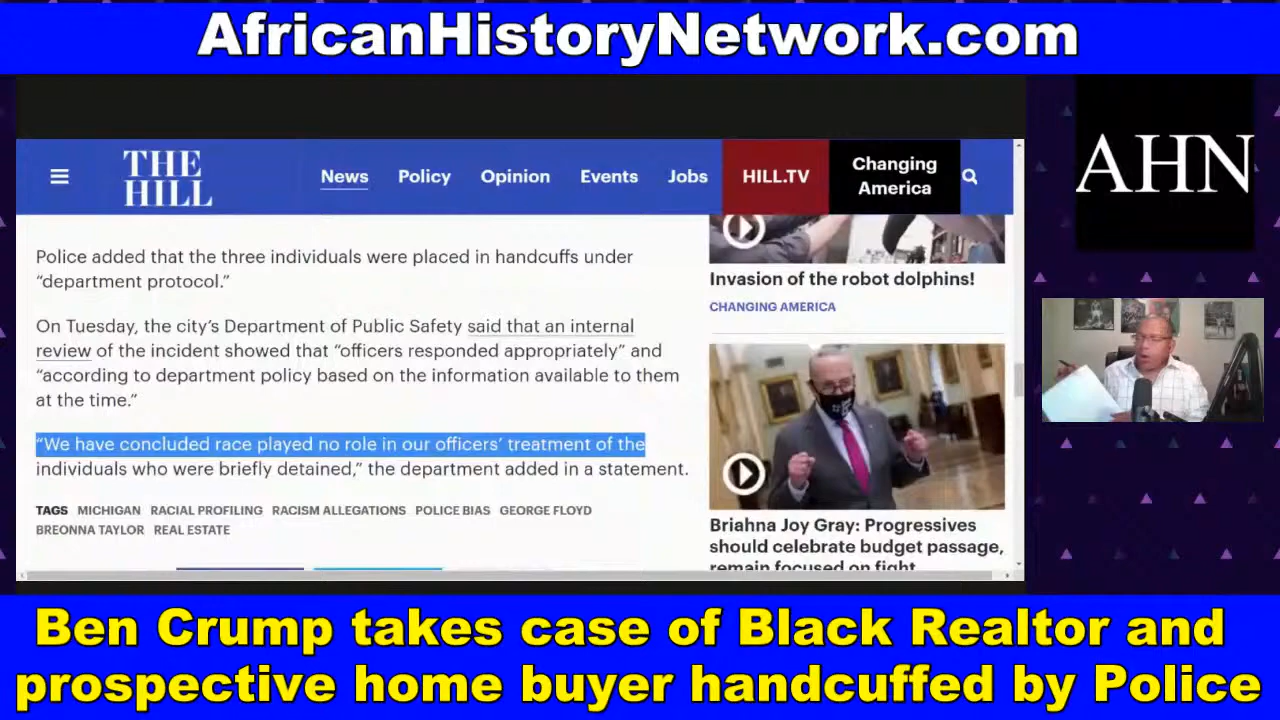 AfricanHistoryNetwork.com
THE
HILL
News
Policy
Opinion
Events
Jobs
HILL.TV
Changing
America
AHN
Police added that the three individuals were placed in handcuffs under
“department protocol.”
On Tuesday, the city’s Department of Public Safety said that an internal
review of the incident showed that “officers responded appropriately” and
“according to department policy based on the information available to them
at the time.”
“We have concluded race played no role in our officers’ treatment of the
individuals who were briefly detained,” the department added in a statement.
TAGS MICHIGAN RACIAL PROFILING RACISM ALLEGATIONS POLICE BIAS GEORGE FLOYD
BREONNA TAYLOR REAL ESTATE
Invasion of the robot dolphins!
CHANGING AMERICA
Briahna Joy Gray: Progressives
should celebrate budget passage,
remain focused on fight
Ben Crump takes case of Black Realtor and
prospective home buyer handcuffed by Police